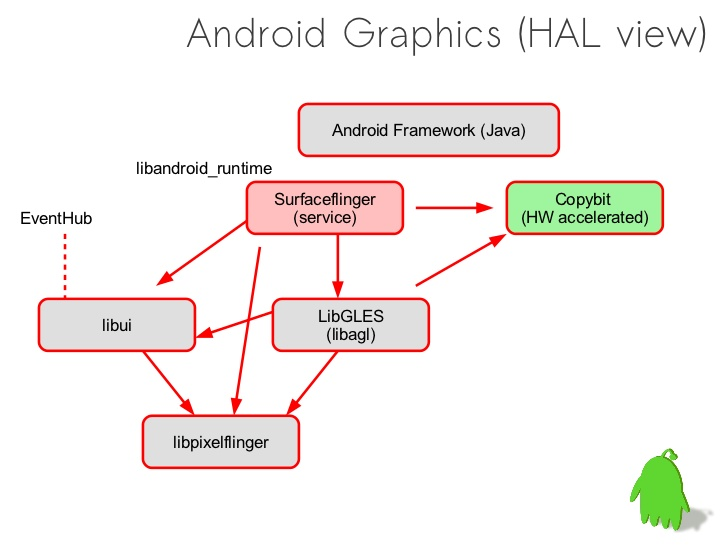 Android Graphics (HAL view)
Android Framework (Java)
libandroid_runtime
Surfaceflinger
(service)
Copybit
(HW accelerated)
EventHub
libui
LibGLES
(libagl)
libpixelflinger